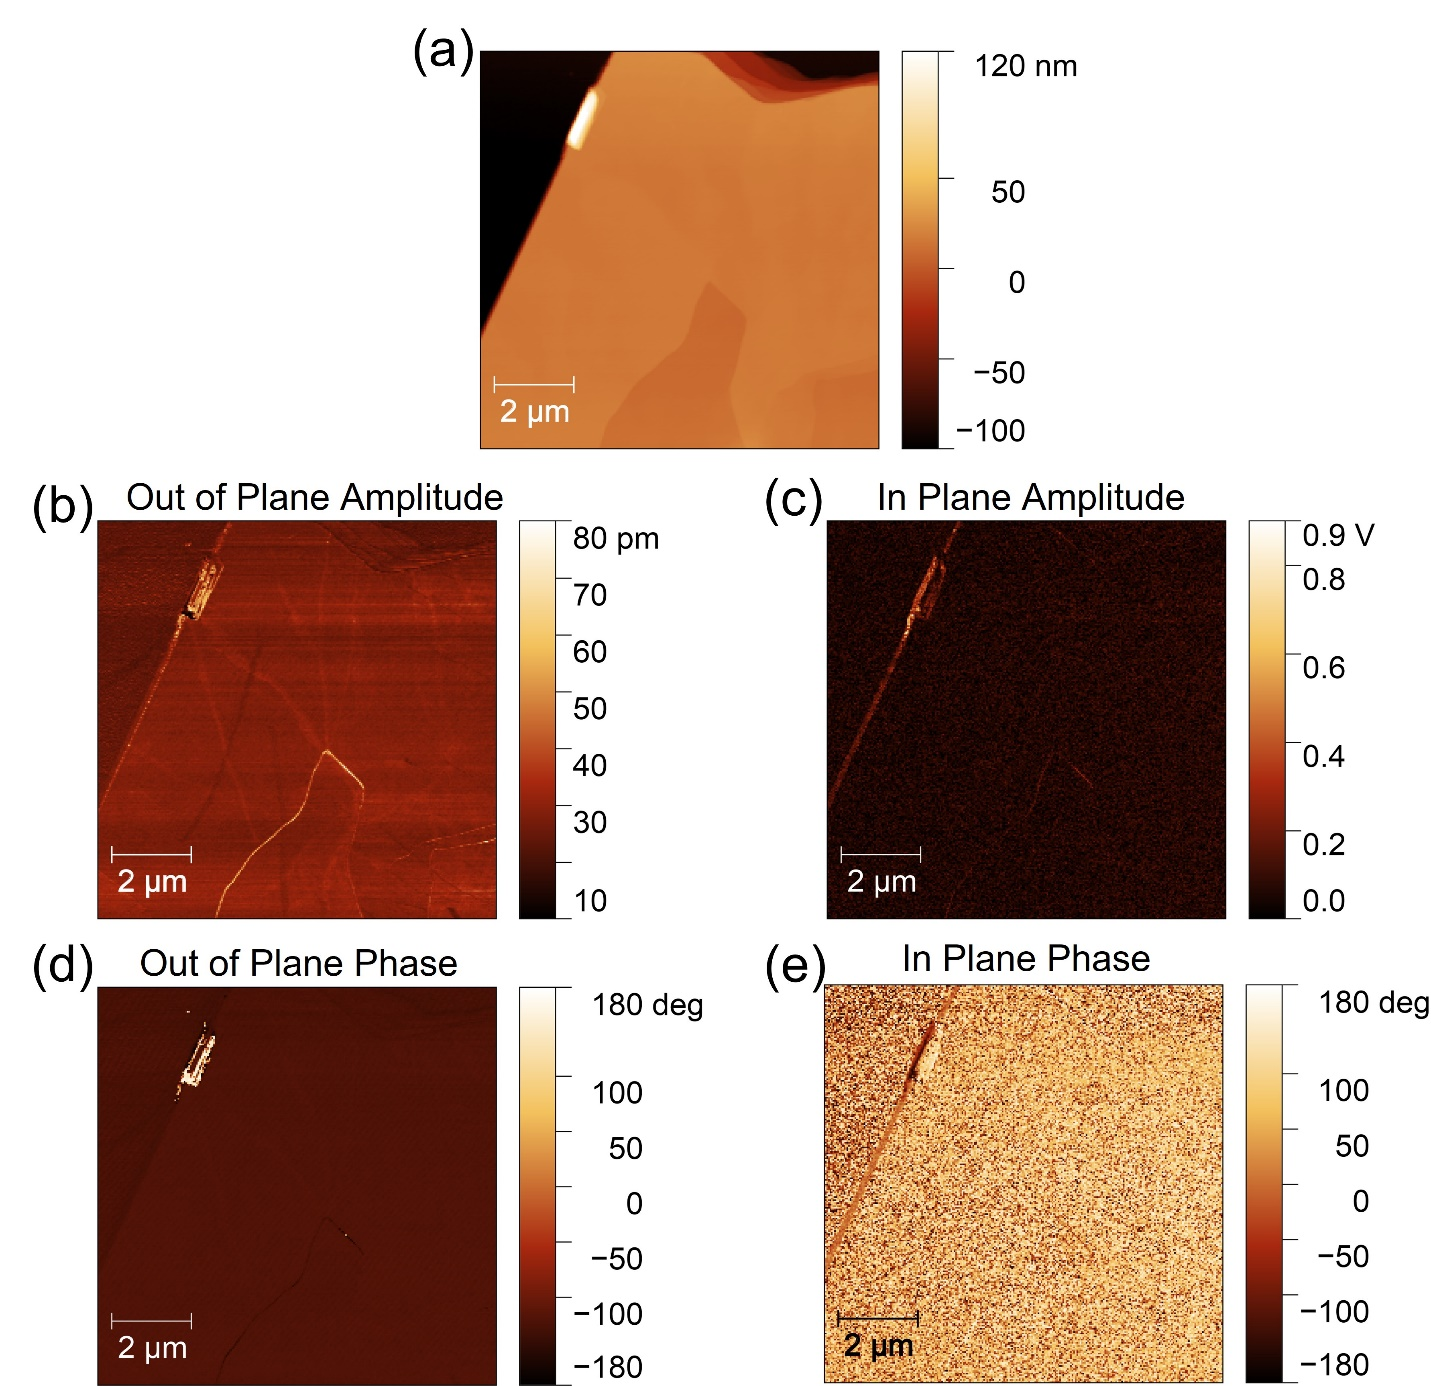 (a)
120 nm
50
0
−50
−100
2 µm
(b) Out of Plane Amplitude
80 pm
70
60
50
40
30
10
2 µm
(c) In Plane Amplitude
0.9 V
0.8
0.6
0.4
0.2
0.0
2 µm
(d) Out of Plane Phase
180 deg
100
50
0
−50
−100
−180
2 µm
(e) In Plane Phase
180 deg
100
50
0
−50
−100
−180
2 µm